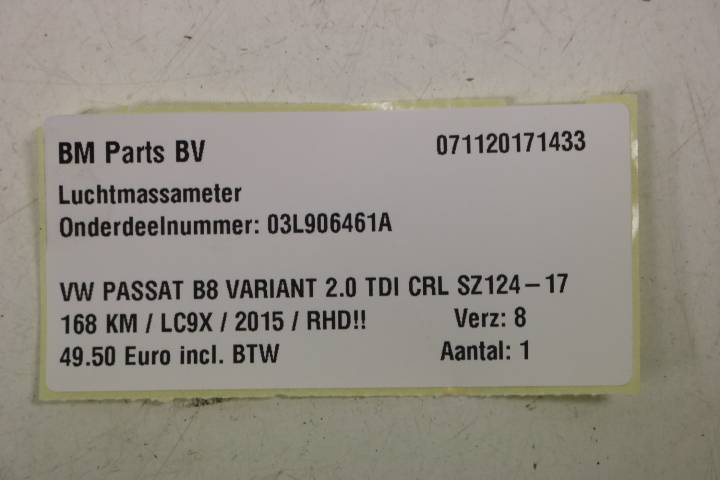 BM Parts BV 071120171433
Luchtmassameter
Onderdeelnummer: 03L906461A
VW PASSAT B8 VARIANT 2.0 TDI CRL SZ124-17
168 KM / LC9X / 2015 / RHD!! Verz: 8
49.50 Euro incl. BTW Aantal: 1